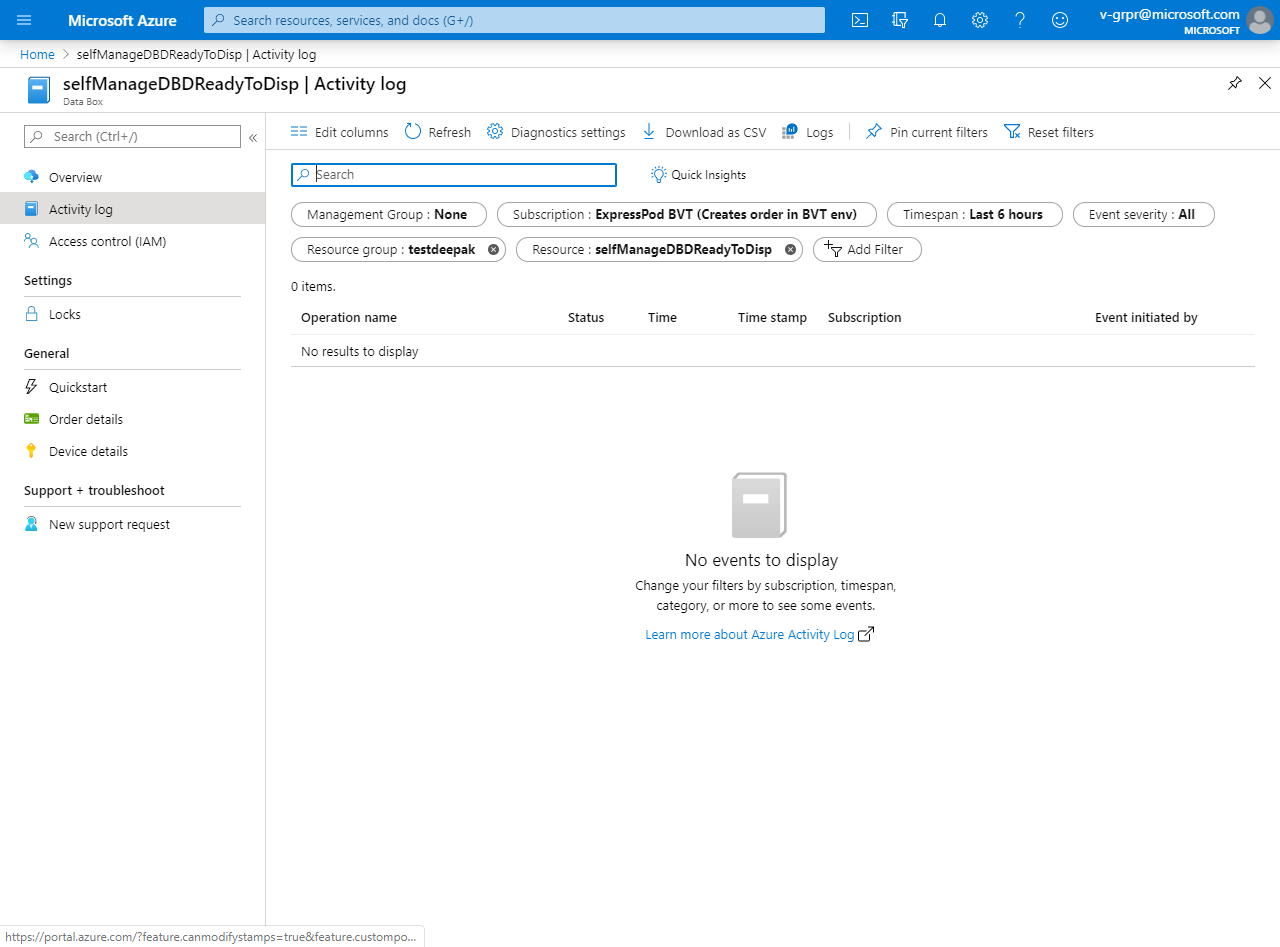 Microsoft Azure
Search resources, services, and docs (G+/)
v-grpr@microsoft.com
MICROSOFT
Home > selfManageDBDReadyToDisp | Activity log
selfManageDBDReadyToDisp | Activity log
Data Box
Search (Ctrl+/)
«
Overview
Activity log
Access control (IAM)
Settings
Locks
General
Quickstart
Order details
Device details
Support + troubleshoot
New support request
Edit columns Refresh Diagnostics settings Download as CSV Logs Pin current filters Reset filters
Search
Quick Insights
Management Group : None Subscription : ExpressPod BVT (Creates order in BVT env) Timespan : Last 6 hours Event severity : All
Resource group : testdeepak Resource : selfManageDBDReadyToDisp Add Filter
0 items.
Operation name Status Time Time stamp Subscription Event initiated by
No results to display
No events to display
Change your filters by subscription, timespan,
category, or more to see some events.
Learn more about Azure Activity Log
https://portal.azure.com/?feature.canmodifystamps=true&feature.custompo...